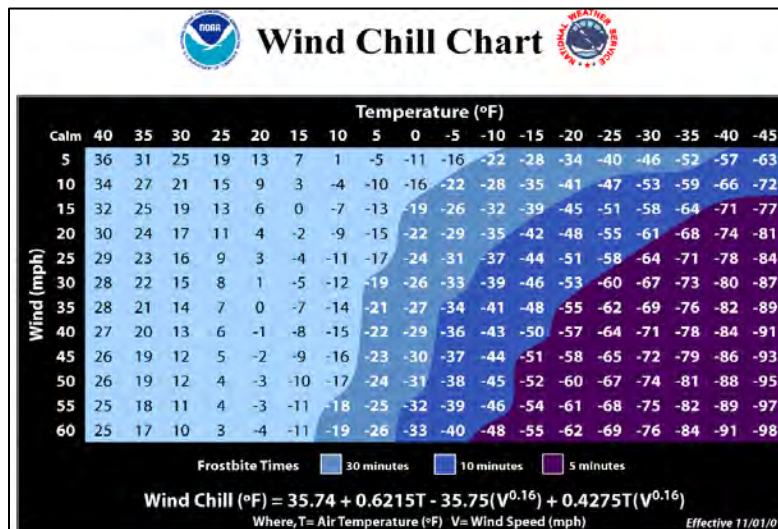 NOAA
Wind Chill Chart
NATIONAL WEATHER SERVICE
Temperature (ºF)
Calm 40 35 30 25 20 15 10 5 0 -5 -10 -15 -20 -25 -30 -35 -40 -45
5 36 31 25 19 13 7 1 -5 -11 -16 -22 -28 -34 -40 -46 -52 -57 -63
10 34 27 21 15 9 3 -4 -10 -16 -22 -28 -35 -41 -47 -53 -59 -66 -72
15 32 25 19 13 6 0 -7 -13 -19 -26 -32 -39 -45 -51 -58 -64 -71 -77
20 30 24 17 11 4 -2 -9 -15 -22 -29 -35 -42 -48 -55 -61 -68 -74 -81
25 29 23 16 9 3 -4 -11 -17 -24 -31 -37 -44 -51 -58 -64 -71 -78 -84
30 28 22 15 8 1 -5 -12 -19 -26 -33 -39 -46 -53 -60 -67 -73 -80 -87
35 28 21 14 7 0 -7 -14 -21 -27 -34 -41 -48 -55 -62 -69 -76 -82 -89
40 27 20 13 6 -1 -8 -15 -22 -29 -36 -43 -50 -57 -64 -71 -78 -84 -91
45 26 19 12 5 -2 -9 -16 -23 -30 -37 -44 -51 -58 -65 -72 -79 -86 -93
50 26 19 12 4 -3 -10 -17 -24 -31 -38 -45 -52 -60 -67 -74 -81 -88 -95
55 25 18 11 4 -3 -11 -18 -25 -32 -39 -46 -54 -61 -68 -75 -82 -89 -97
60 25 17 10 3 -4 -11 -19 -26 -33 -40 -48 -55 -62 -69 -76 -84 -91 -98
Wind (mph)
Frostbite Times 30 minutes 10 minutes 5 minutes
Wind Chill (ºF) = 35.74 + 0.6215T - 35.75(V^0.16) + 0.4275T(V^0.16)
Where, T= Air Temperature (ºF) V= Wind Speed (mph)
Effective 11/01/0